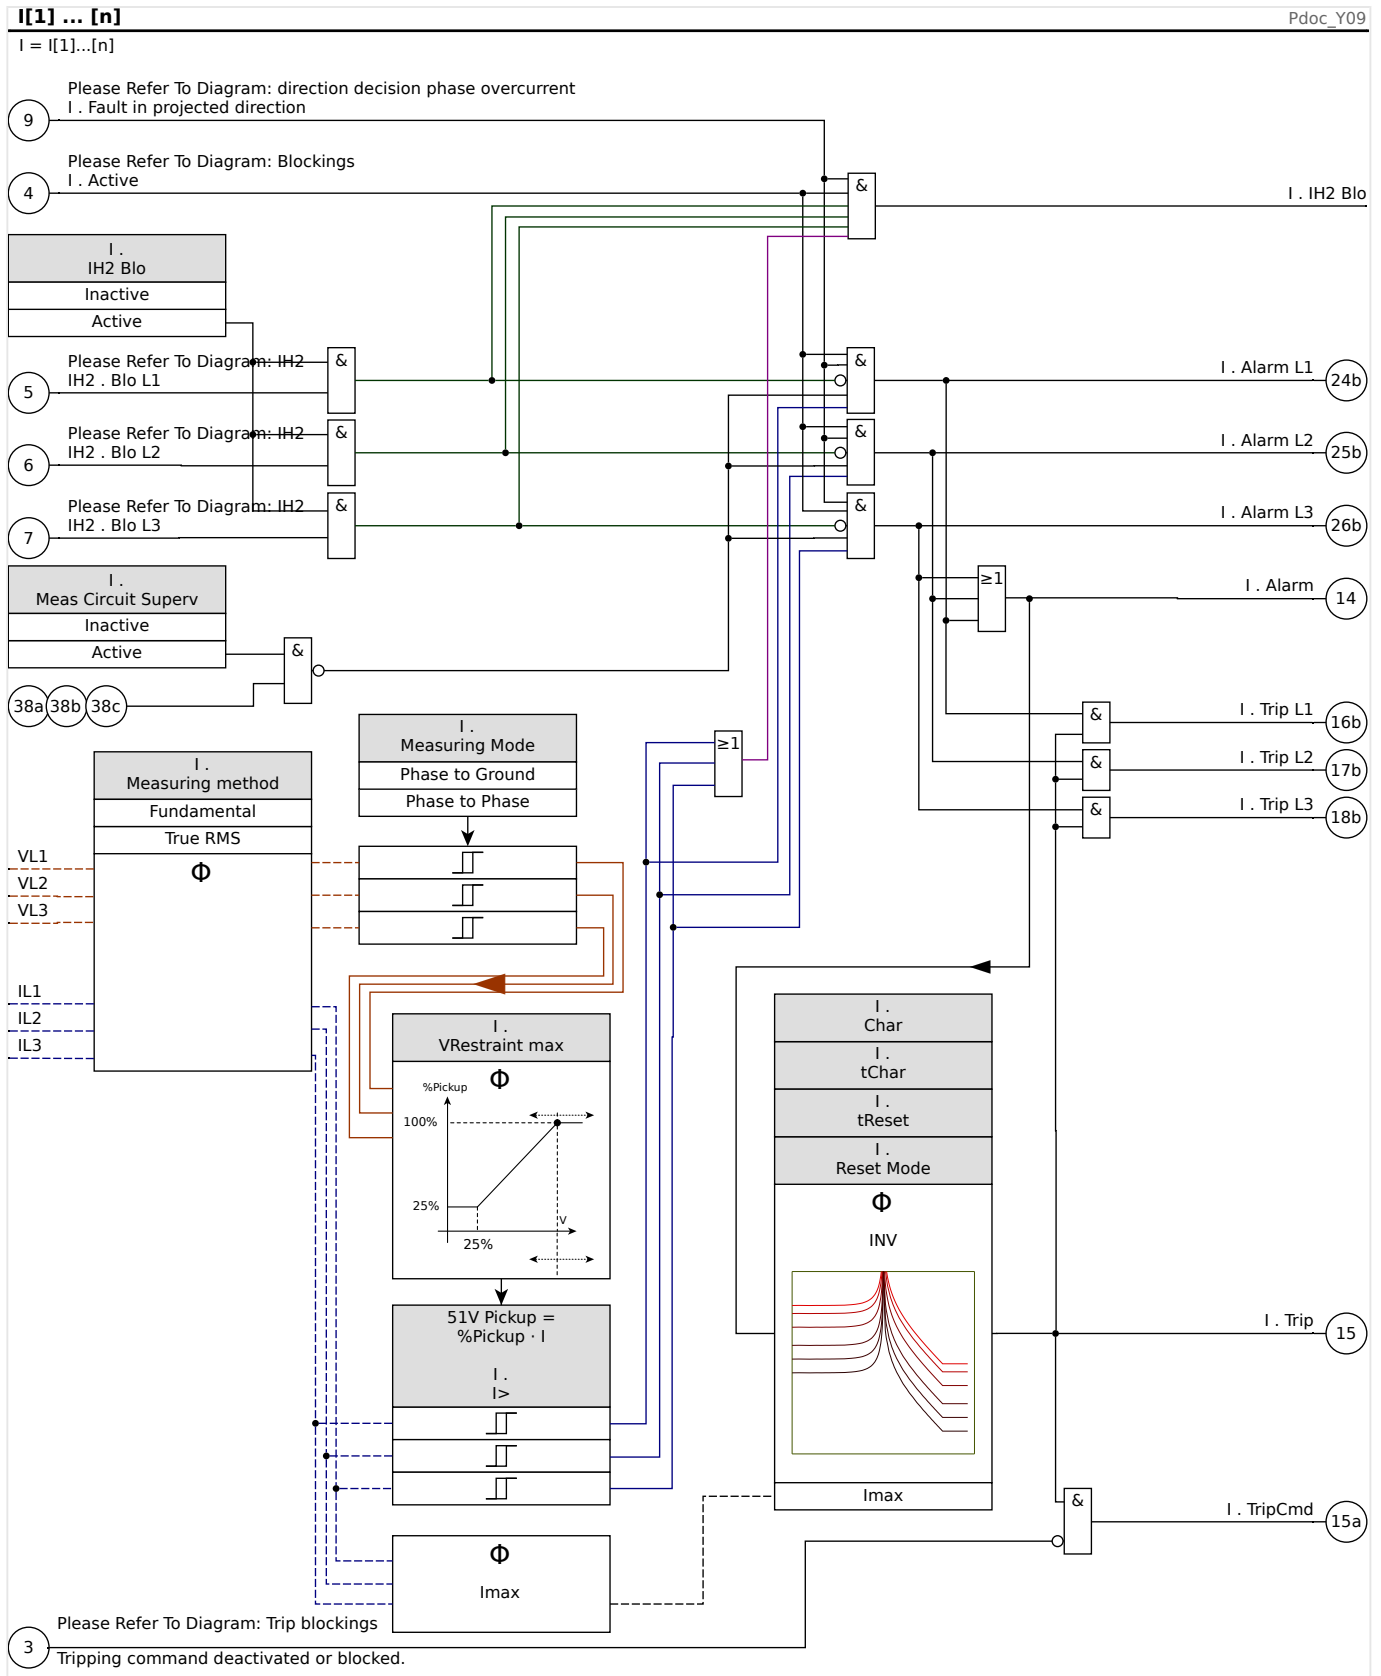 I[1] ... [n]
Pdoc_Y09
I = I[1]...[n]
Please Refer To Diagram: direction decision phase overcurrent
I . Fault in projected direction
9
Please Refer To Diagram: Blockings
I . Active
4
&
I . IH2 Blo
I .
IH2 Blo
Inactive
Active
Please Refer To Diagram: IH2
IH2 . Blo L1
5
&
&
I . Alarm L1
24b
Please Refer To Diagram: IH2
IH2 . Blo L2
6
&
&
I . Alarm L2
25b
Please Refer To Diagram: IH2
IH2 . Blo L3
7
&
&
I . Alarm L3
26b
I .
Meas Circuit Superv
Inactive
Active
&
38a 38b 38c
≥1
I . Alarm
14
I .
Measuring Mode
Phase to Ground
Phase to Phase
≥1
&
I . Trip L1
16b
&
I . Trip L2
17b
&
I . Trip L3
18b
I .
Measuring method
Fundamental
True RMS
Φ
VL1
VL2
VL3
IL1
IL2
IL3
I .
VRestraint max
Φ
%Pickup
100%
25%
V
25%
51V Pickup =
%Pickup · I
I .
I>
Φ
Imax
I .
Char
I .
tChar
I .
tReset
I .
Reset Mode
Φ
INV
Imax
I . Trip
15
&
I . TripCmd
15a
Please Refer To Diagram: Trip blockings
3
Tripping command deactivated or blocked.